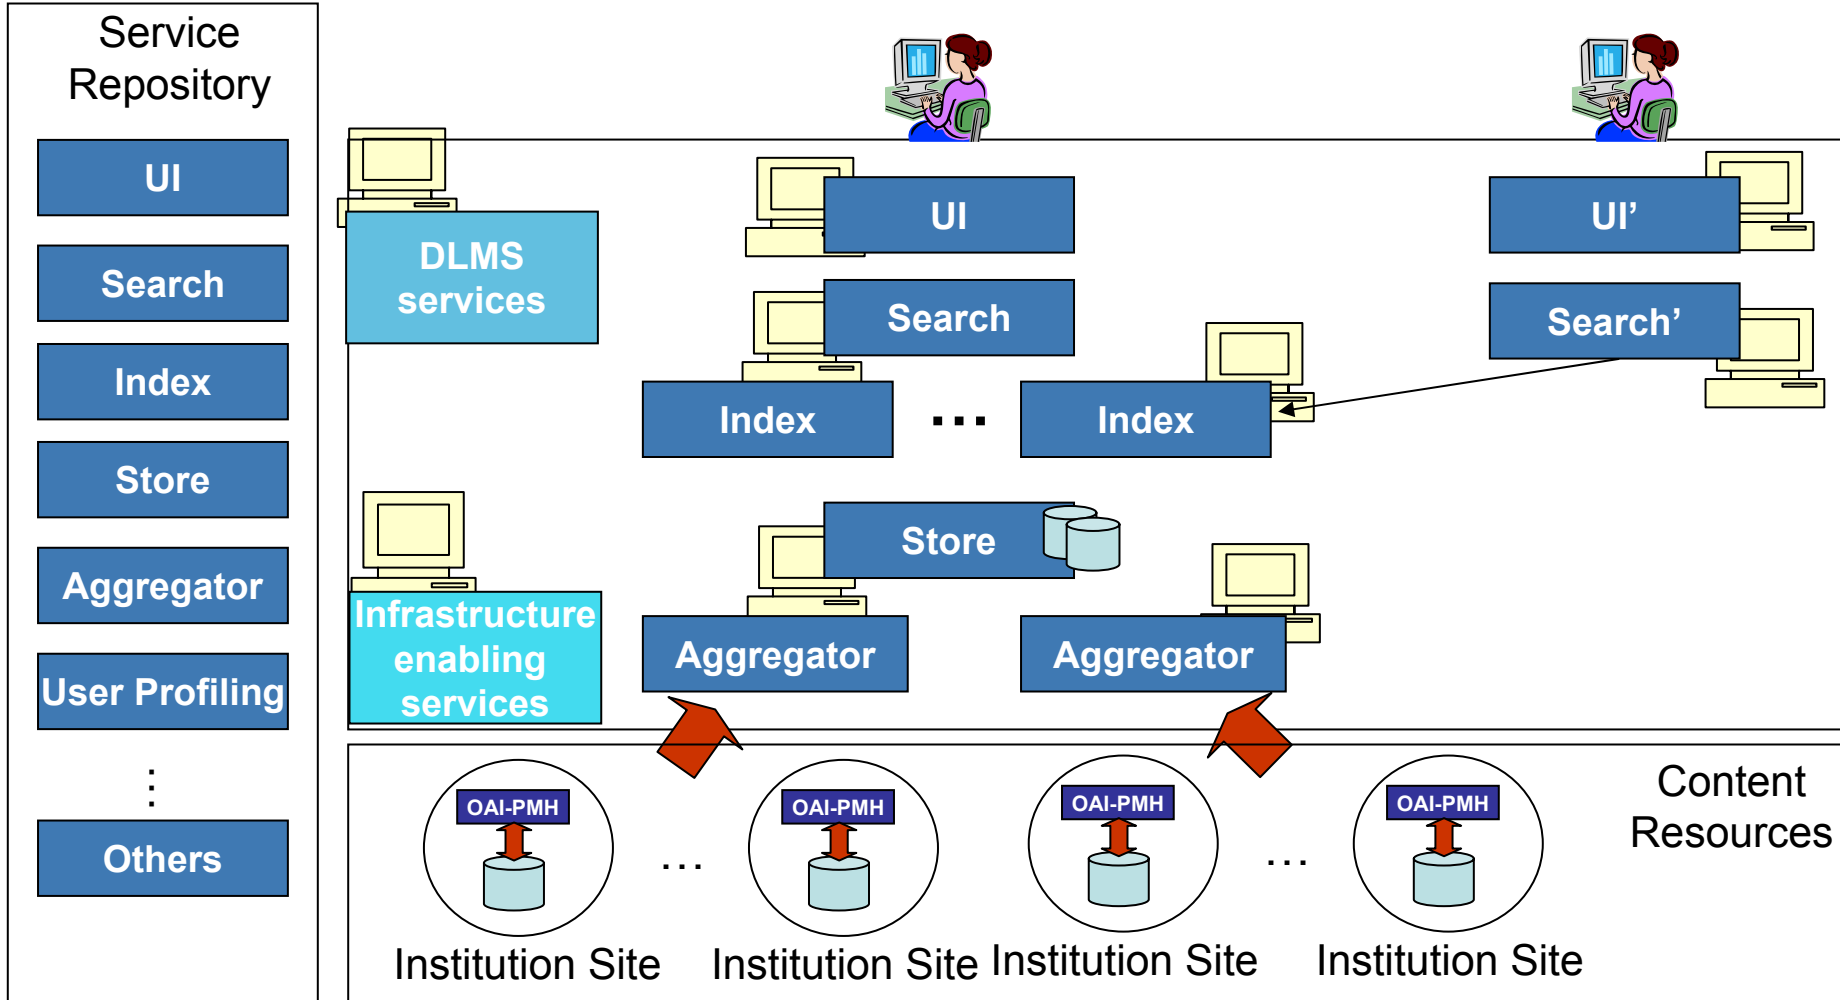 Service
Repository
UI
Search
Index
Store
Aggregator
User Profiling
...
Others
DLMS
services
Infrastructure
enabling
services
UI
Search
Index
...
Index
Store
Aggregator
Aggregator
UI’
Search’
Content
Resources
OAI-PMH
...
OAI-PMH
OAI-PMH
...
OAI-PMH
Institution Site
Institution Site
Institution Site
Institution Site